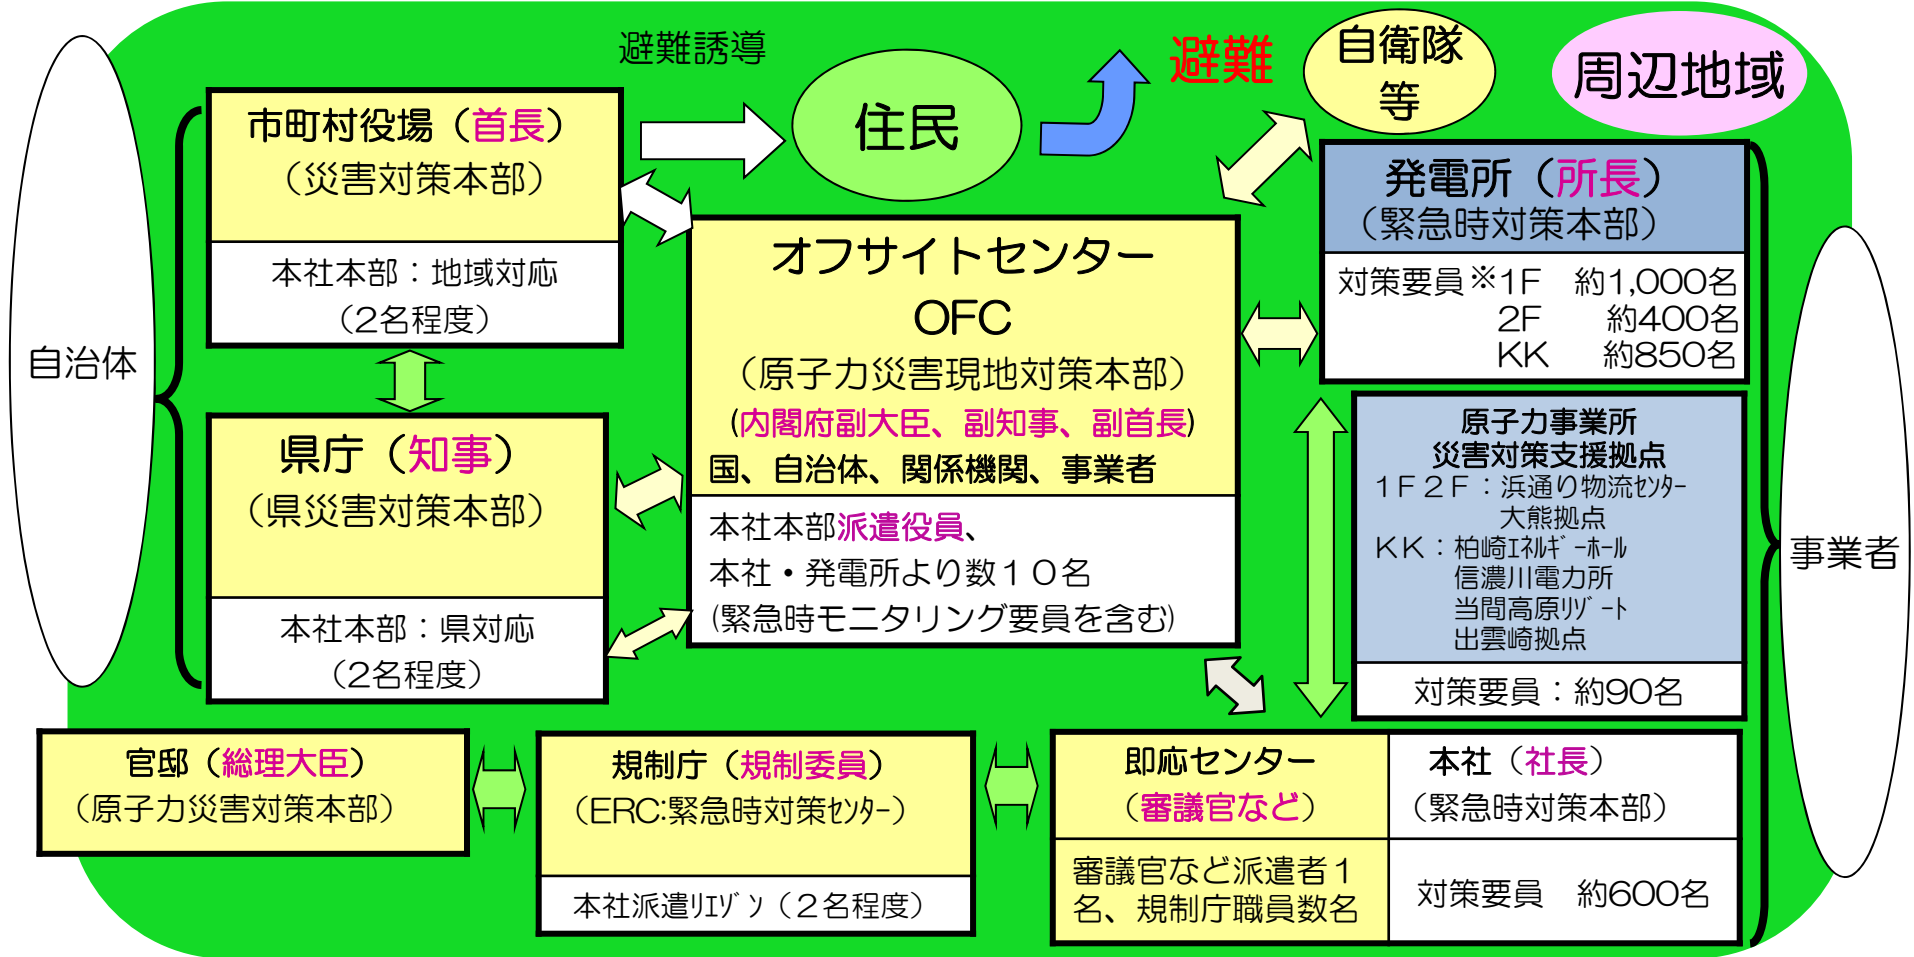 避難誘導
避難
自衛隊
等
周辺地域
住民
市町村役場（首長）
（災害対策本部）
本社本部：地域対応
（2名程度）
自治体
県庁（知事）
（県災害対策本部）
本社本部：県対応
（2名程度）
オフサイトセンター
OFC
（原子力災害現地対策本部）
(内閣府副大臣、副知事、副首長)
国、自治体、関係機関、事業者
本社本部派遣役員、
本社・発電所より数１０名
(緊急時モニタリング要員を含む)
発電所（所長）
（緊急時対策本部）
対策要員※1F　約1,000名
2F　約400名
KK　約850名
原子力事業所
災害対策支援拠点
１Ｆ２Ｆ：浜通り物流ｾﾝﾀｰ
大熊拠点
ＫＫ：柏崎ｴﾈﾙｷﾞｰﾎｰﾙ
信濃川電力所
当間高原ﾘｿﾞｰﾄ
出雲崎拠点
対策要員：約90名
事業者
官邸（総理大臣）
（原子力災害対策本部）
規制庁（規制委員）
（ERC:緊急時対策ｾﾝﾀｰ）
本社派遣ﾘｴｿﾞﾝ（２名程度）
即応センター
（審議官など）
審議官など派遣者１
名、規制庁職員数名
本社（社長）
（緊急時対策本部）
対策要員　約600名